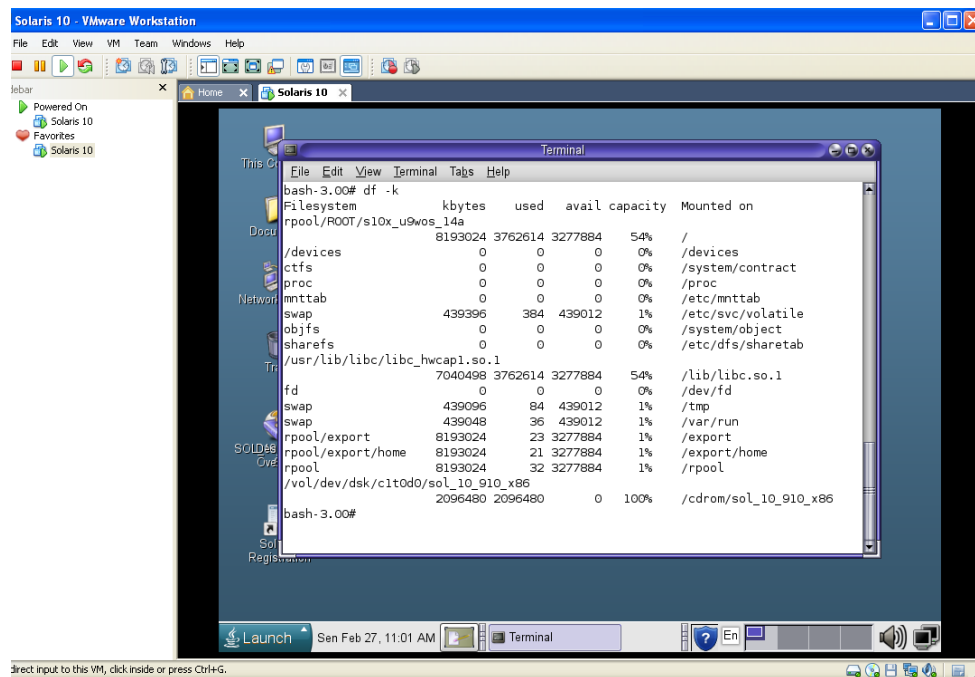 Solaris 10 - VMware Workstation
File Edit View VM Team Windows Help
debar ×
Powered On
Solaris 10
Favorites
Solaris 10
Home × Solaris 10 ×
This C
Docu
Network
Tra
SOLDes
Ove
Sol
Registration
Terminal
File Edit View Terminal Tabs Help
bash-3.00# df -k
Filesystem kbytes used avail capacity Mounted on
rpool/ROOT/s10x_u9wos_14a
8193024 3762614 3277884 54% /
/devices 0 0 0 0% /devices
ctfs 0 0 0 0% /system/contract
proc 0 0 0 0% /proc
mnttab 0 0 0 0% /etc/mnttab
swap 439396 384 439012 1% /etc/svc/volatile
objfs 0 0 0 0% /system/object
sharefs 0 0 0 0% /etc/dfs/sharetab
/usr/lib/libc/libc_hwcap1.so.1
7040498 3762614 3277884 54% /lib/libc.so.1
fd 0 0 0 0% /dev/fd
swap 439096 84 439012 1% /tmp
swap 439048 36 439012 1% /var/run
rpool/export 8193024 23 3277884 1% /export
rpool/export/home 8193024 21 3277884 1% /export/home
rpool 8193024 32 3277884 1% /rpool
/vol/dev/dsk/c1t0d0/sol_10_910_x86
2096480 2096480 0 100% /cdrom/sol_10_910_x86
bash-3.00#
Launch Sen Feb 27, 11:01 AM Terminal En
direct input to this VM, click inside or press Ctrl+G.